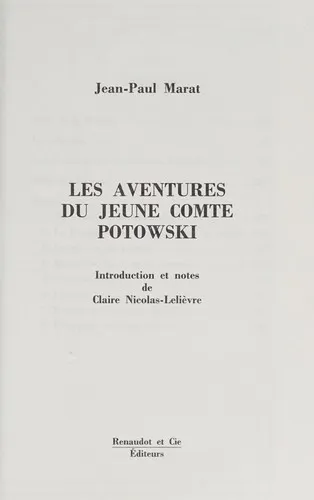 Jean-Paul Marat
LES AVENTURES
DU JEUNE COMTE
POTOWSKI
Introduction et notes
de
Claire Nicolas-Lelièvre
Renaudot et Cie
Éditeurs